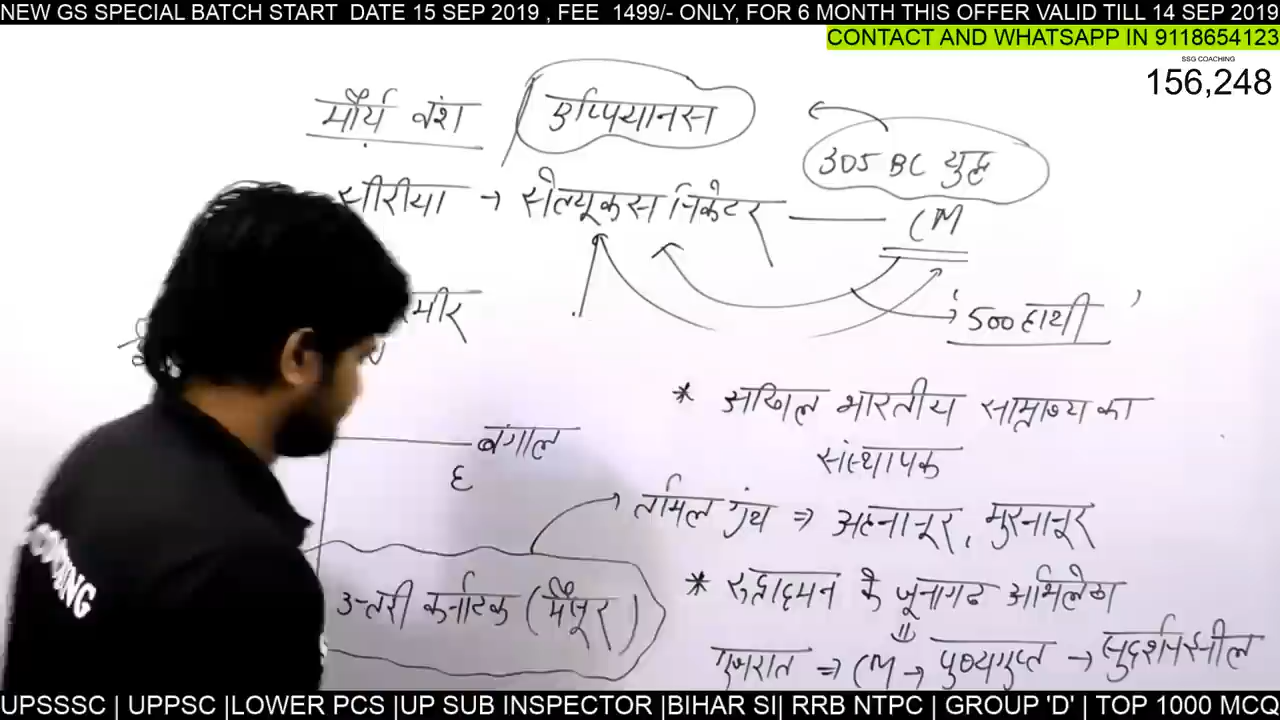 NEW GS SPECIAL BATCH START DATE 15 SEP 2019 , FEE 1499/- ONLY, FOR 6 MONTH THIS OFFER VALID TILL 14 SEP 2019
CONTACT AND WHATSAPP IN 9118654123
SSG COACHING
156,248
मौर्य वंश
एप्पियानस
305 BC युद्ध
सीरीया → सेल्यूकस निकेटर — CM
'500 हाथी'
मीर
* अखिल भारतीय साम्राज्य का
संस्थापक
बंगाल
तमिल ग्रंथ ⇒ अहनानूर, मुरनानूर
* रुद्रादमन के जूनागढ अभिलेख
उत्तरी कर्नाटक (मैसूर)
गुजरात ⇒ CM → पुष्यगुप्त → सुदर्शन झील
COACHING
UPSSSC | UPPSC |LOWER PCS |UP SUB INSPECTOR |BIHAR SI| RRB NTPC | GROUP 'D' | TOP 1000 MCQ